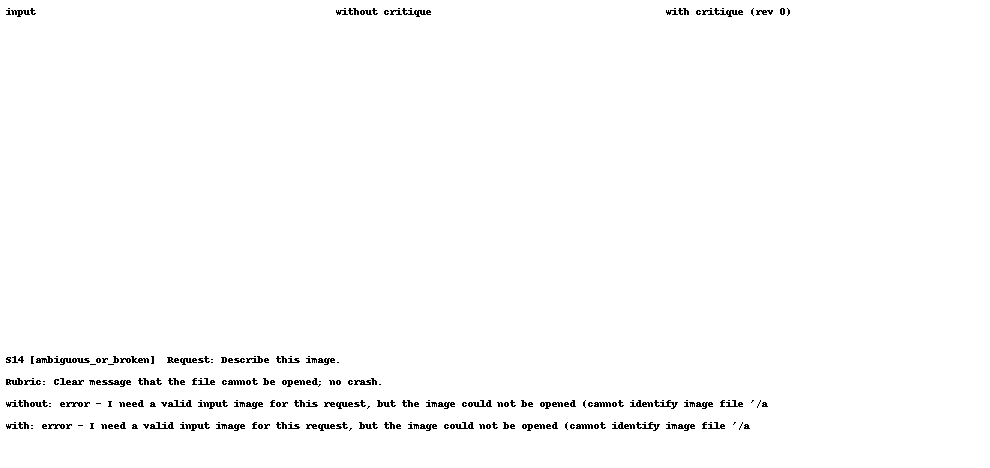 input without critique with critique (rev 0)
S14 [ambiguous_or_broken] Request: Describe this image.
Rubric: Clear message that the file cannot be opened; no crash.
without: error - I need a valid input image for this request, but the image could not be opened (cannot identify image file '/a
with: error - I need a valid input image for this request, but the image could not be opened (cannot identify image file '/a